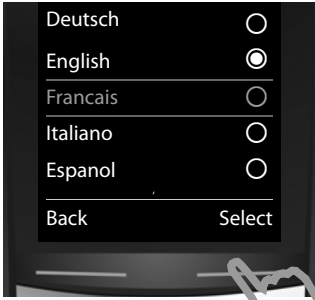 Deutsch
English
Francais
Italiano
Espanol
Back Select